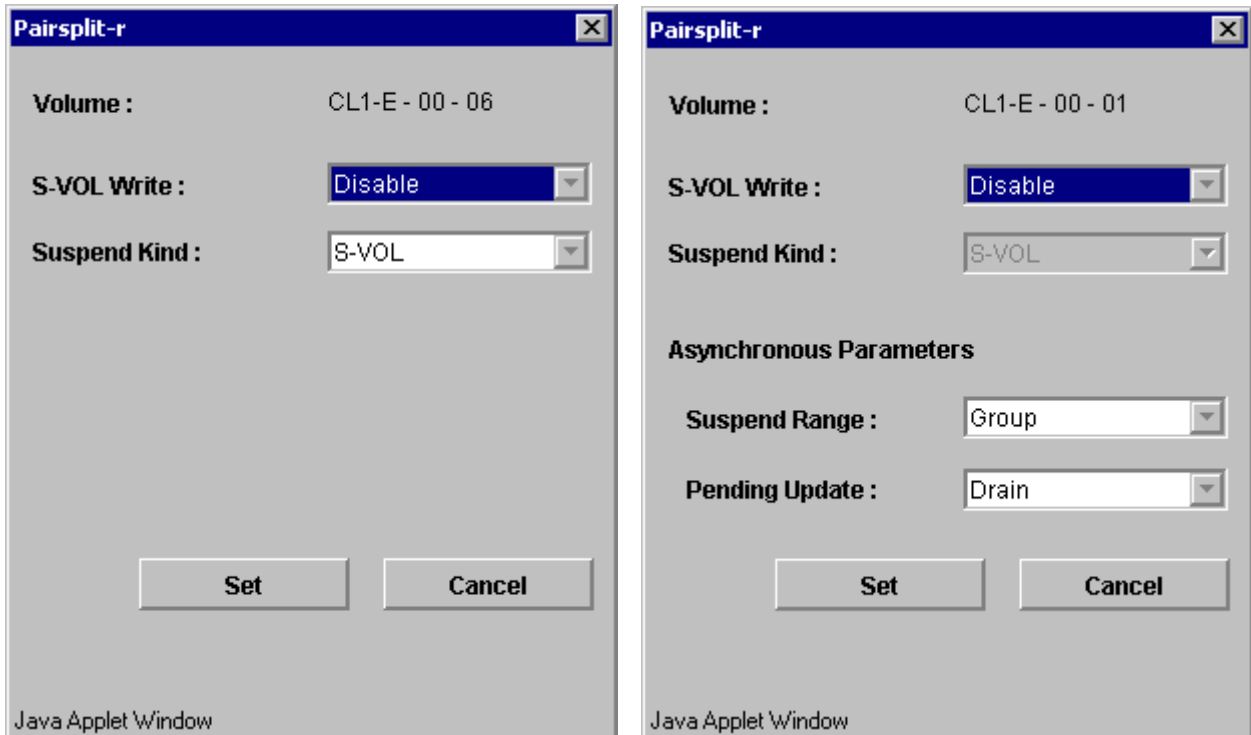 Pairsplit-r
Volume : CL1-E - 00 - 06
S-VOL Write : Disable
Suspend Kind : S-VOL
Set Cancel
Java Applet Window
Pairsplit-r
Volume : CL1-E - 00 - 01
S-VOL Write : Disable
Suspend Kind : S-VOL
Asynchronous Parameters
Suspend Range : Group
Pending Update : Drain
Set Cancel
Java Applet Window